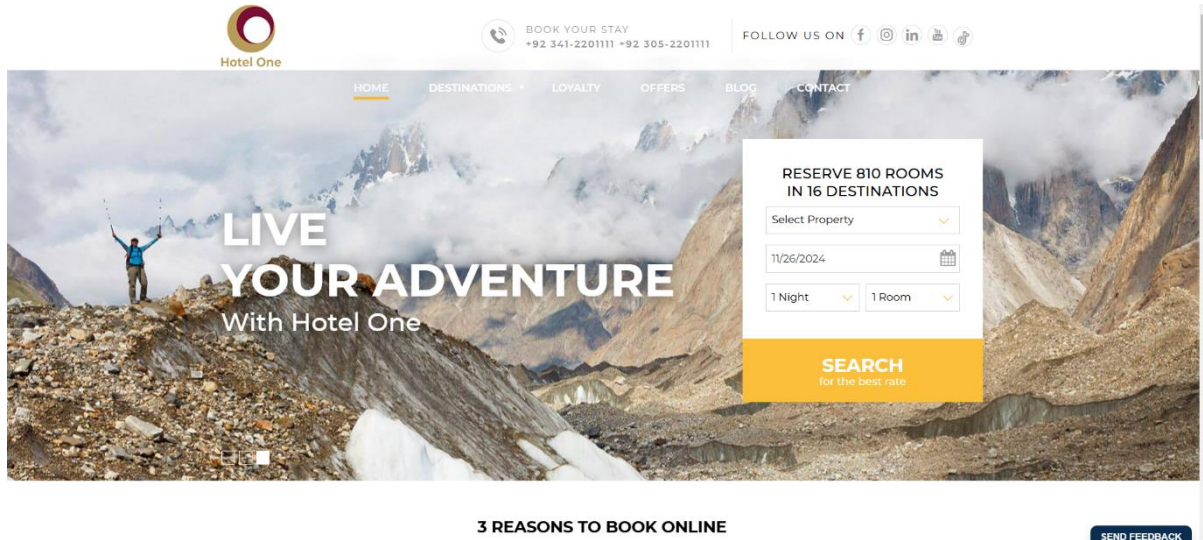 Hotel One
BOOK YOUR STAY
+92 341-2201111 +92 305-2201111
FOLLOW US ON
HOME
DESTINATIONS
LOYALTY
OFFERS
BLOG
CONTACT
LIVE
YOUR ADVENTURE
With Hotel One
RESERVE 810 ROOMS
IN 16 DESTINATIONS
Select Property
11/26/2024
1 Night
1 Room
SEARCH
for the best rate
3 REASONS TO BOOK ONLINE
SEND FEEDBACK